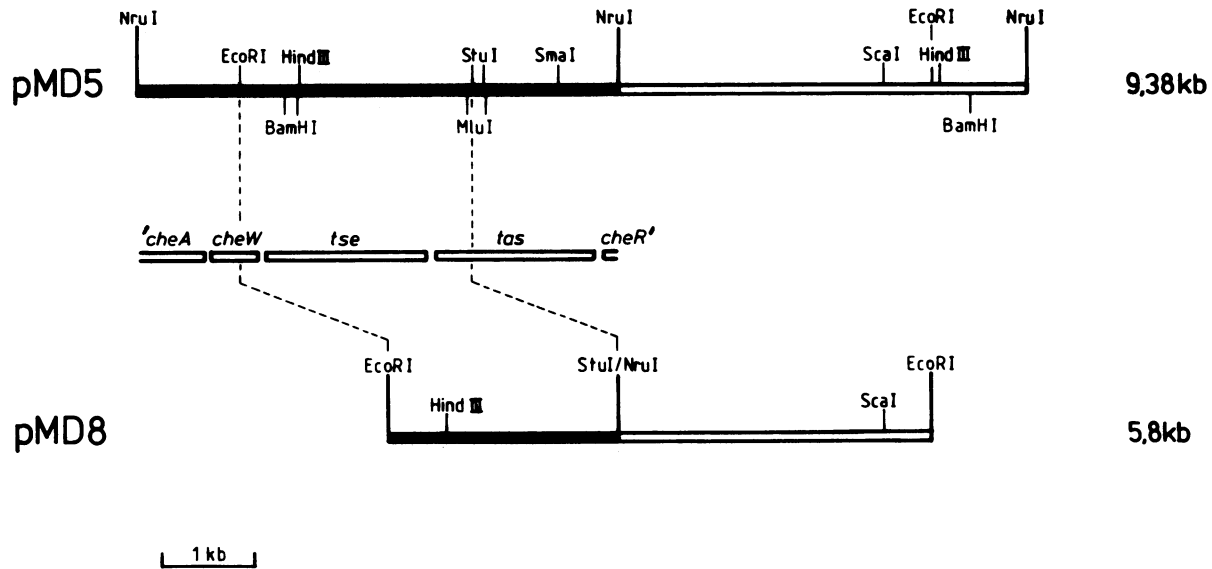 NruI NruI EcoRI NruI
EcoRI HindIII StuI SmaI ScaI HindIII
pMD5 9,38kb
BamHI MluI BamHI
'cheA cheW tse tas cheR'
EcoRI StuI/NruI EcoRI
HindIII ScaI
pMD8 5,8kb
1 kb